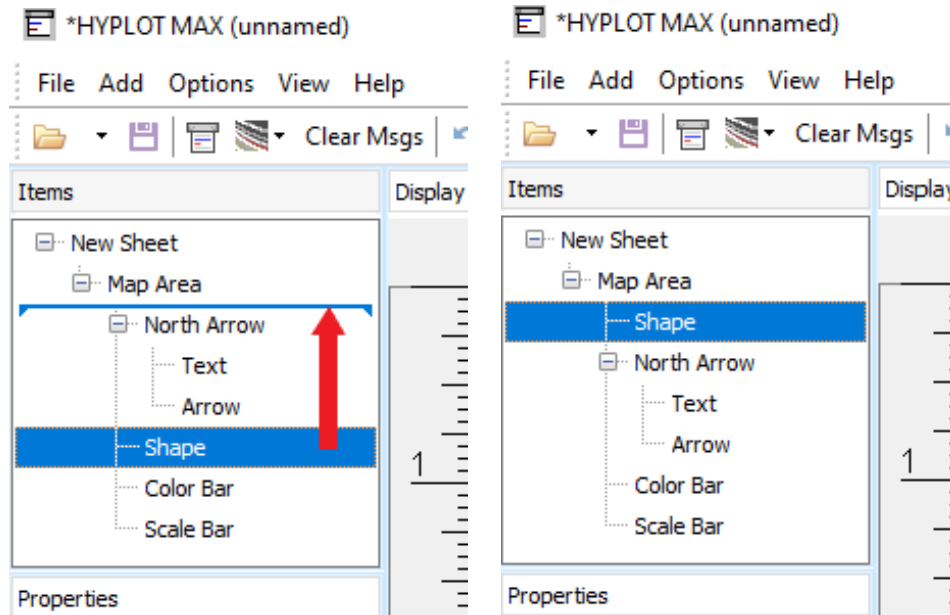 *HYPLOT MAX (unnamed)
File Add Options View Help
Clear Msgs
Items
Display
New Sheet
Map Area
North Arrow
Text
Arrow
Shape
Color Bar
Scale Bar
1
Properties
*HYPLOT MAX (unnamed)
File Add Options View Help
Clear Msgs
Items
Display
New Sheet
Map Area
Shape
North Arrow
Text
Arrow
Color Bar
Scale Bar
1
Properties